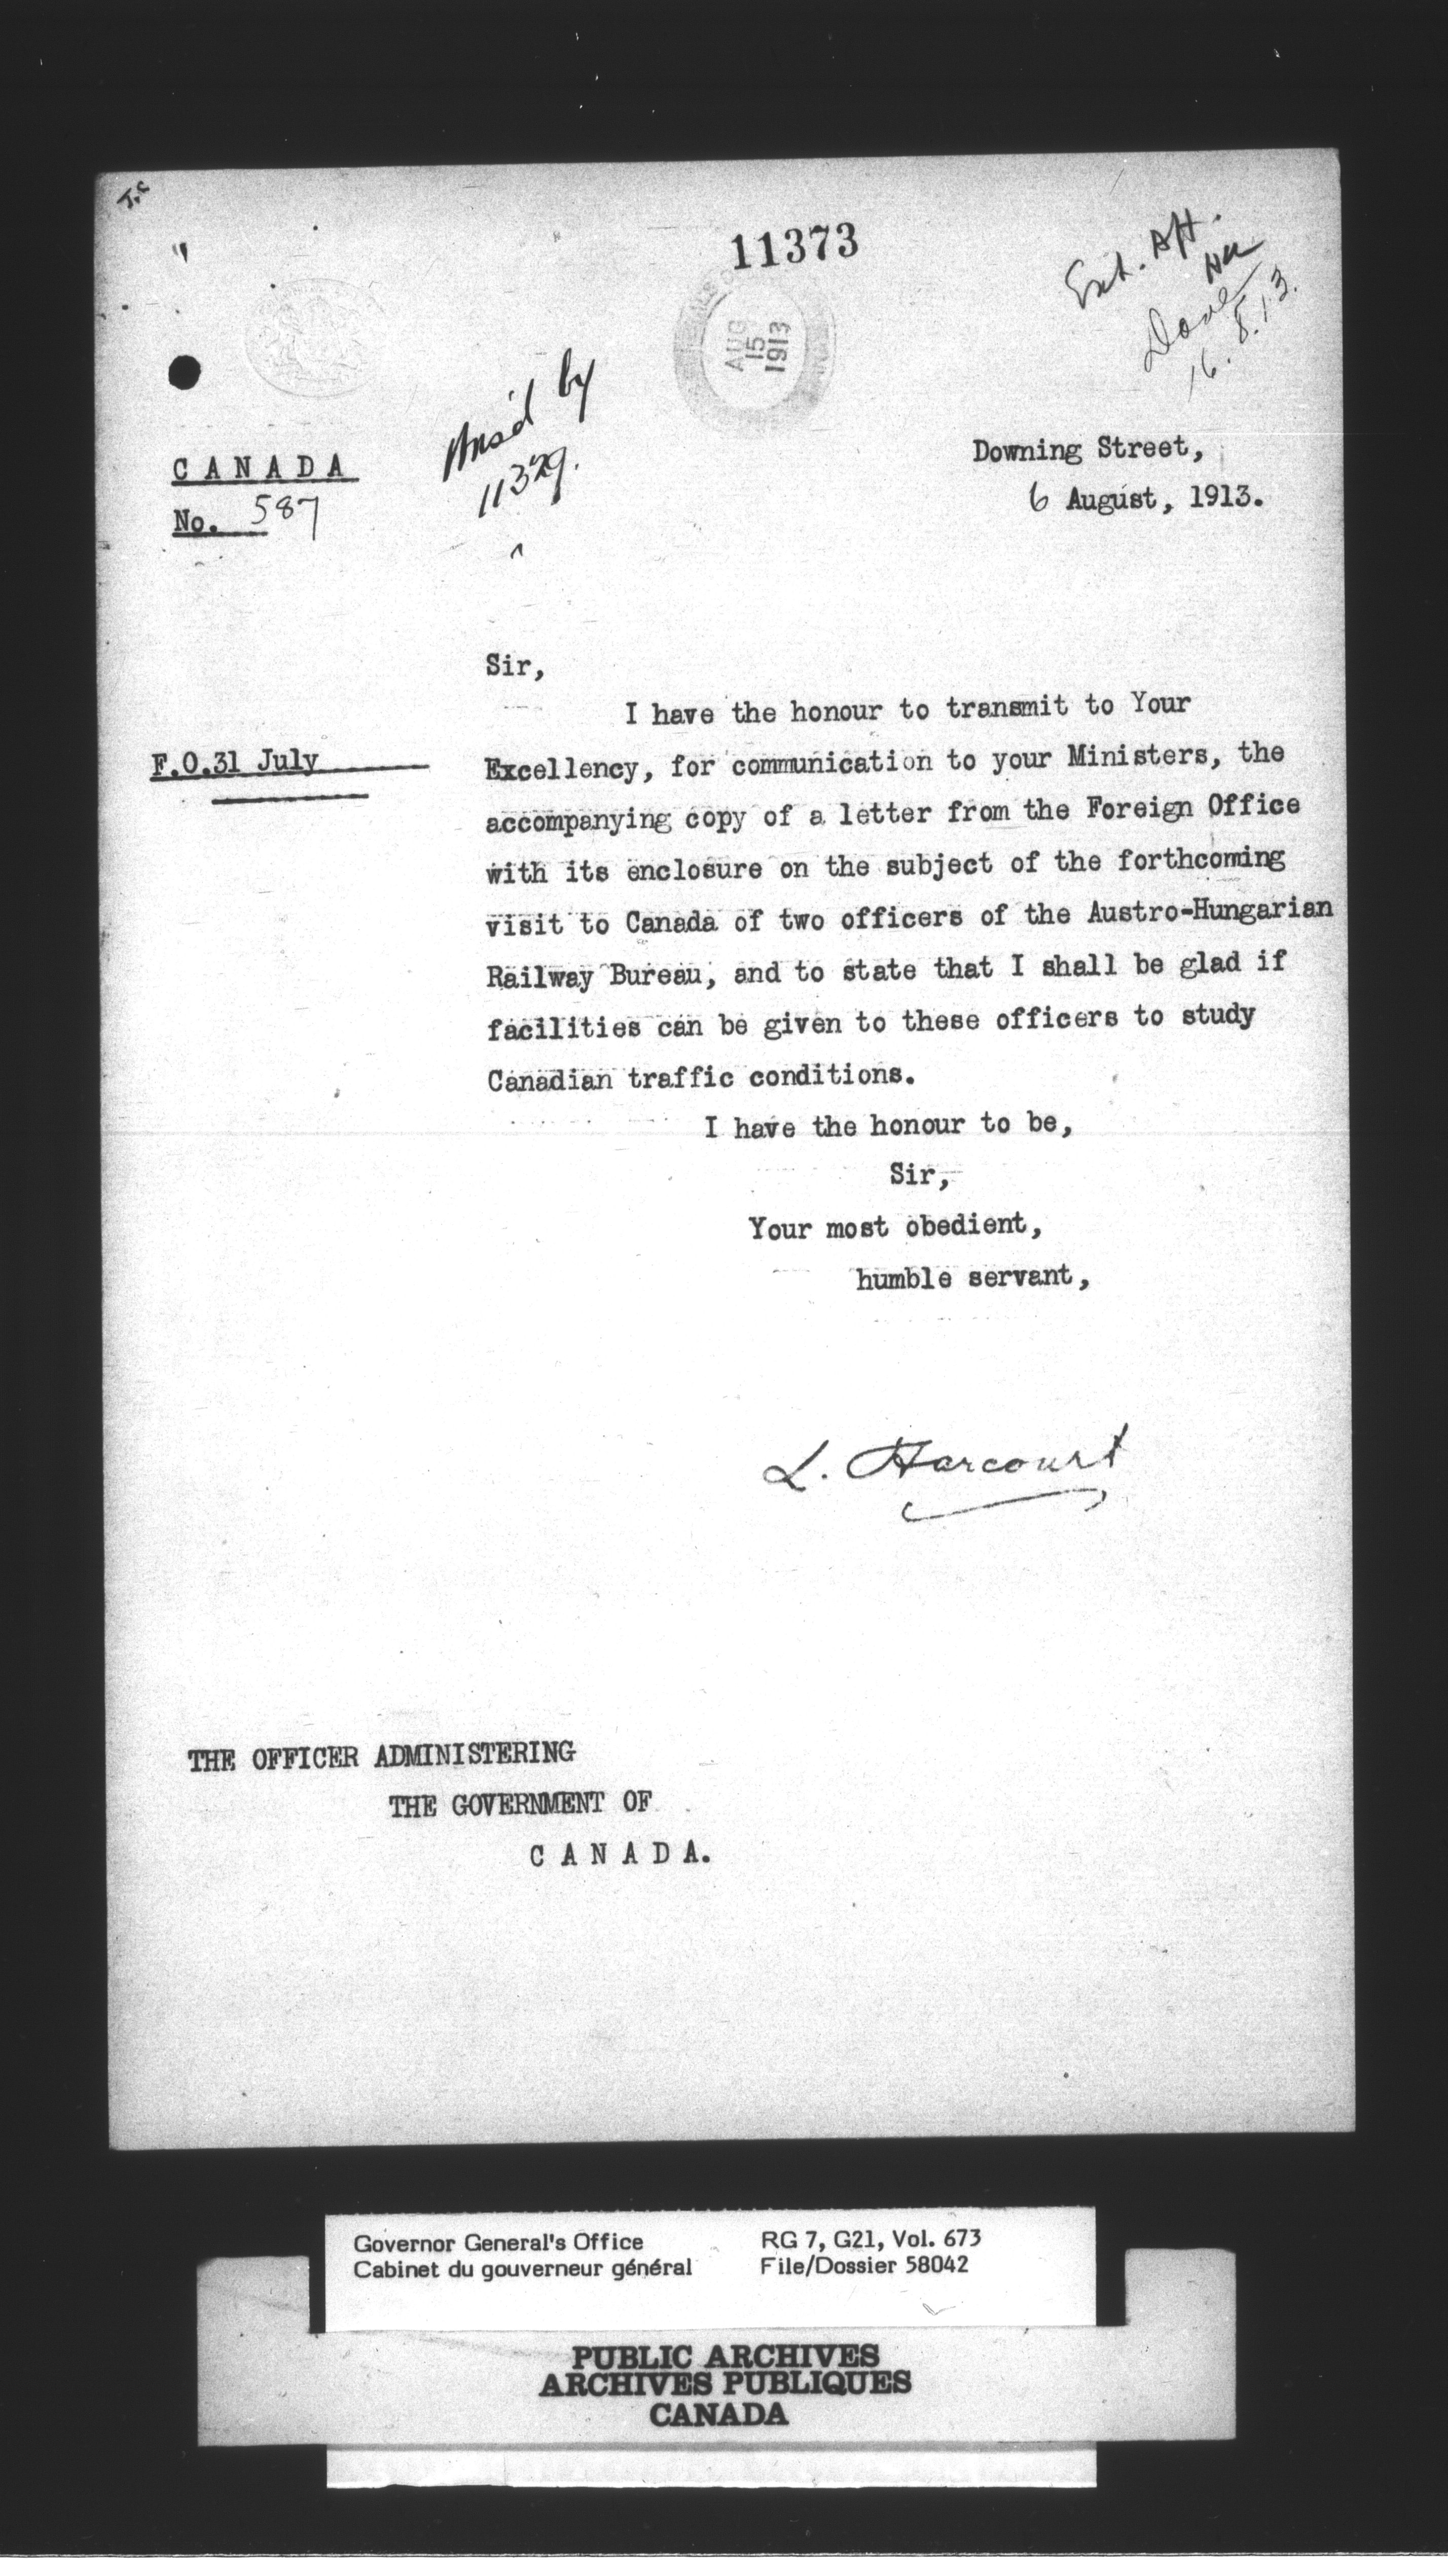 11373
Ext. Aff.
Done
16.8.13.
AUG
15
1913
Ans'd by
11329.
CANADA
No. 587
Downing Street,
6 August, 1913.
Sir,
I have the honour to transmit to Your
F.O.31 July
Excellency, for communication to your Ministers, the
accompanying copy of a letter from the Foreign Office
with its enclosure on the subject of the forthcoming
visit to Canada of two officers of the Austro-Hungarian
Railway Bureau, and to state that I shall be glad if
facilities can be given to these officers to study
Canadian traffic conditions.
I have the honour to be,
Sir,
Your most obedient,
humble servant,
L. Harcourt
THE OFFICER ADMINISTERING
THE GOVERNMENT OF
CANADA.
Governor General's Office RG 7, G21, Vol. 673
Cabinet du gouverneur général File/Dossier 58042
PUBLIC ARCHIVES
ARCHIVES PUBLIQUES
CANADA